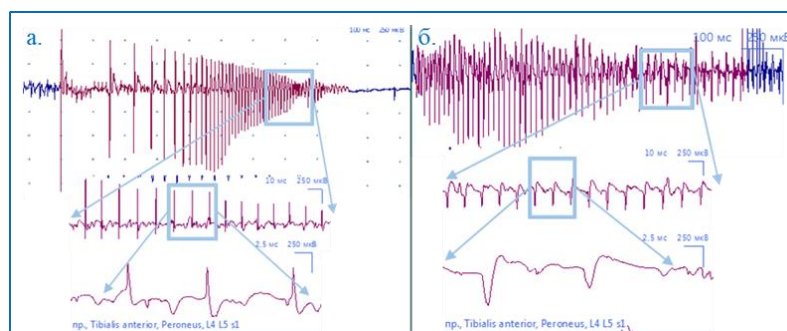 а.
100 мс 250 мкВ
10 мс 250 мкВ
2.5 мс 250 мкВ
пр., Tibialis anterior, Peroneus, L4 L5 s1
б.
100 мс 250 мкВ
10 мс 250 мкВ
2.5 мс 250 мкВ
пр., Tibialis anterior, Peroneus, L4 L5 s1